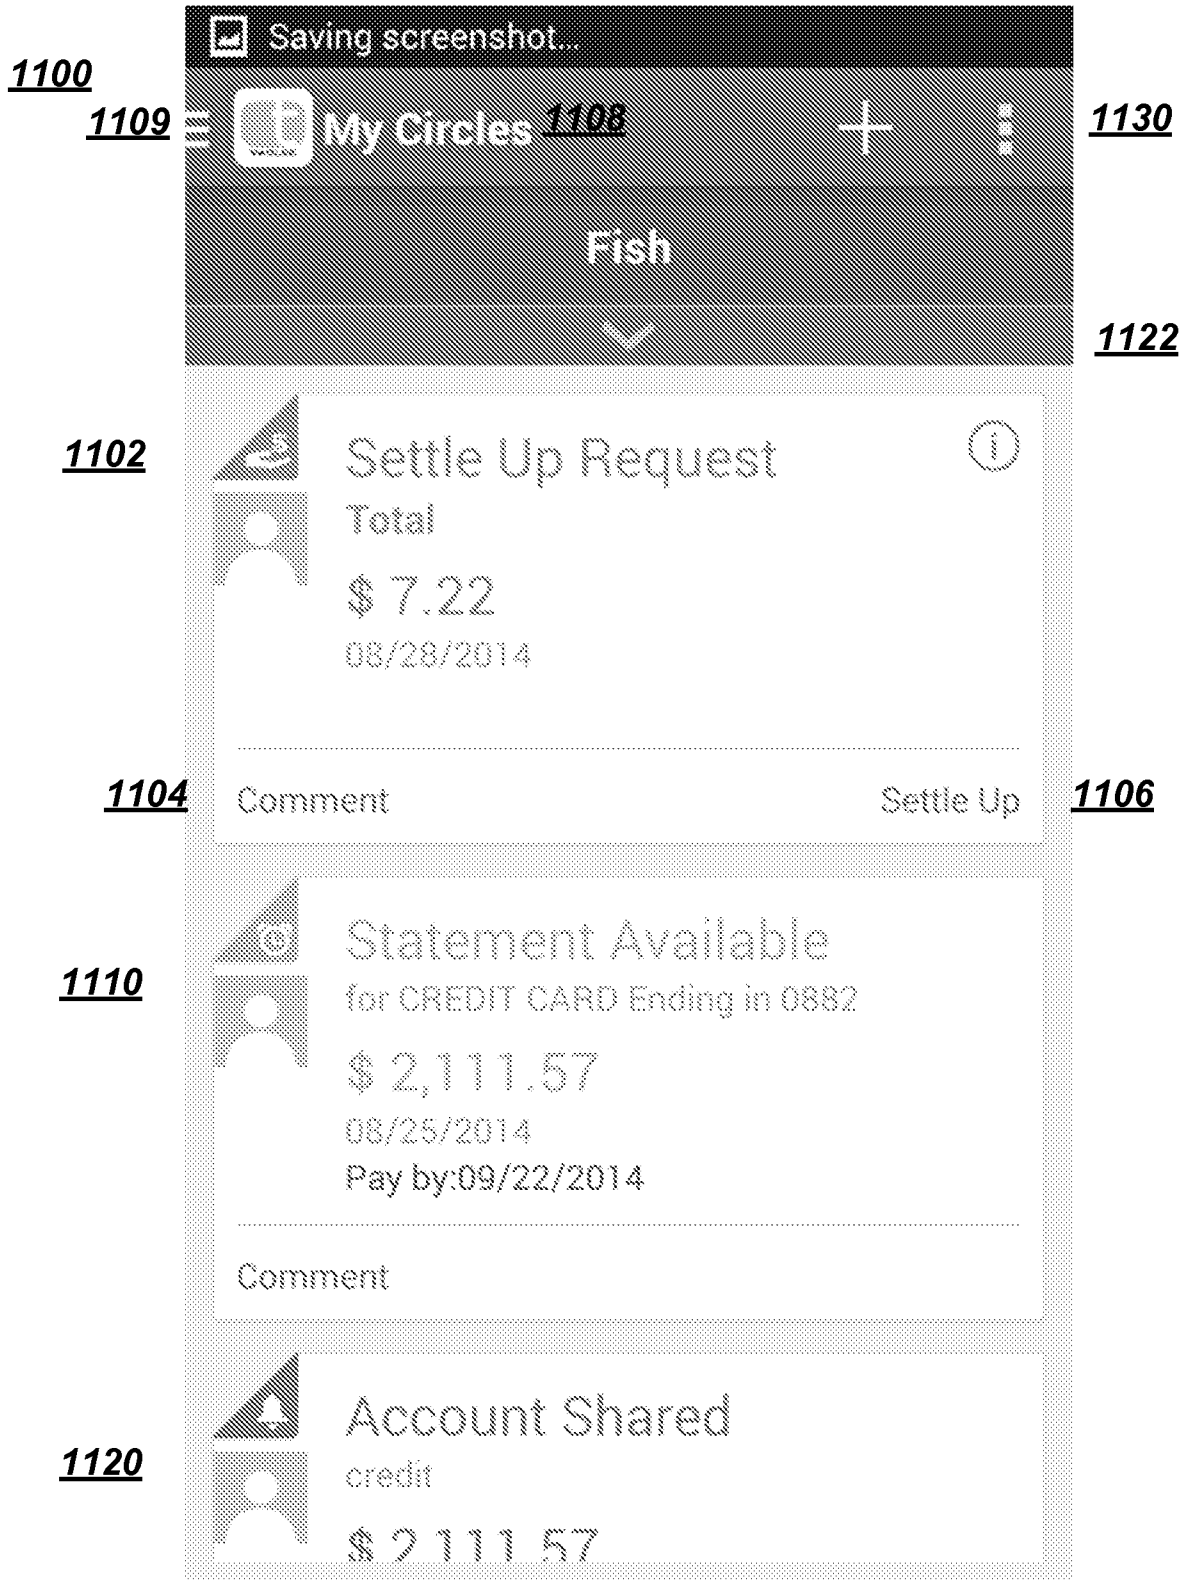 Saving screenshot...
1100
1109 My Circles 1108 1130
Fish
1122
1102 Settle Up Request
Total
$ 7.22
08/28/2014
1104 Comment Settle Up 1106
Statement Available
1110 for CREDIT CARD Ending in 0882
$ 2,111.57
08/25/2014
Pay by:09/22/2014
Comment
Account Shared
1120 credit
$ 2,111.57